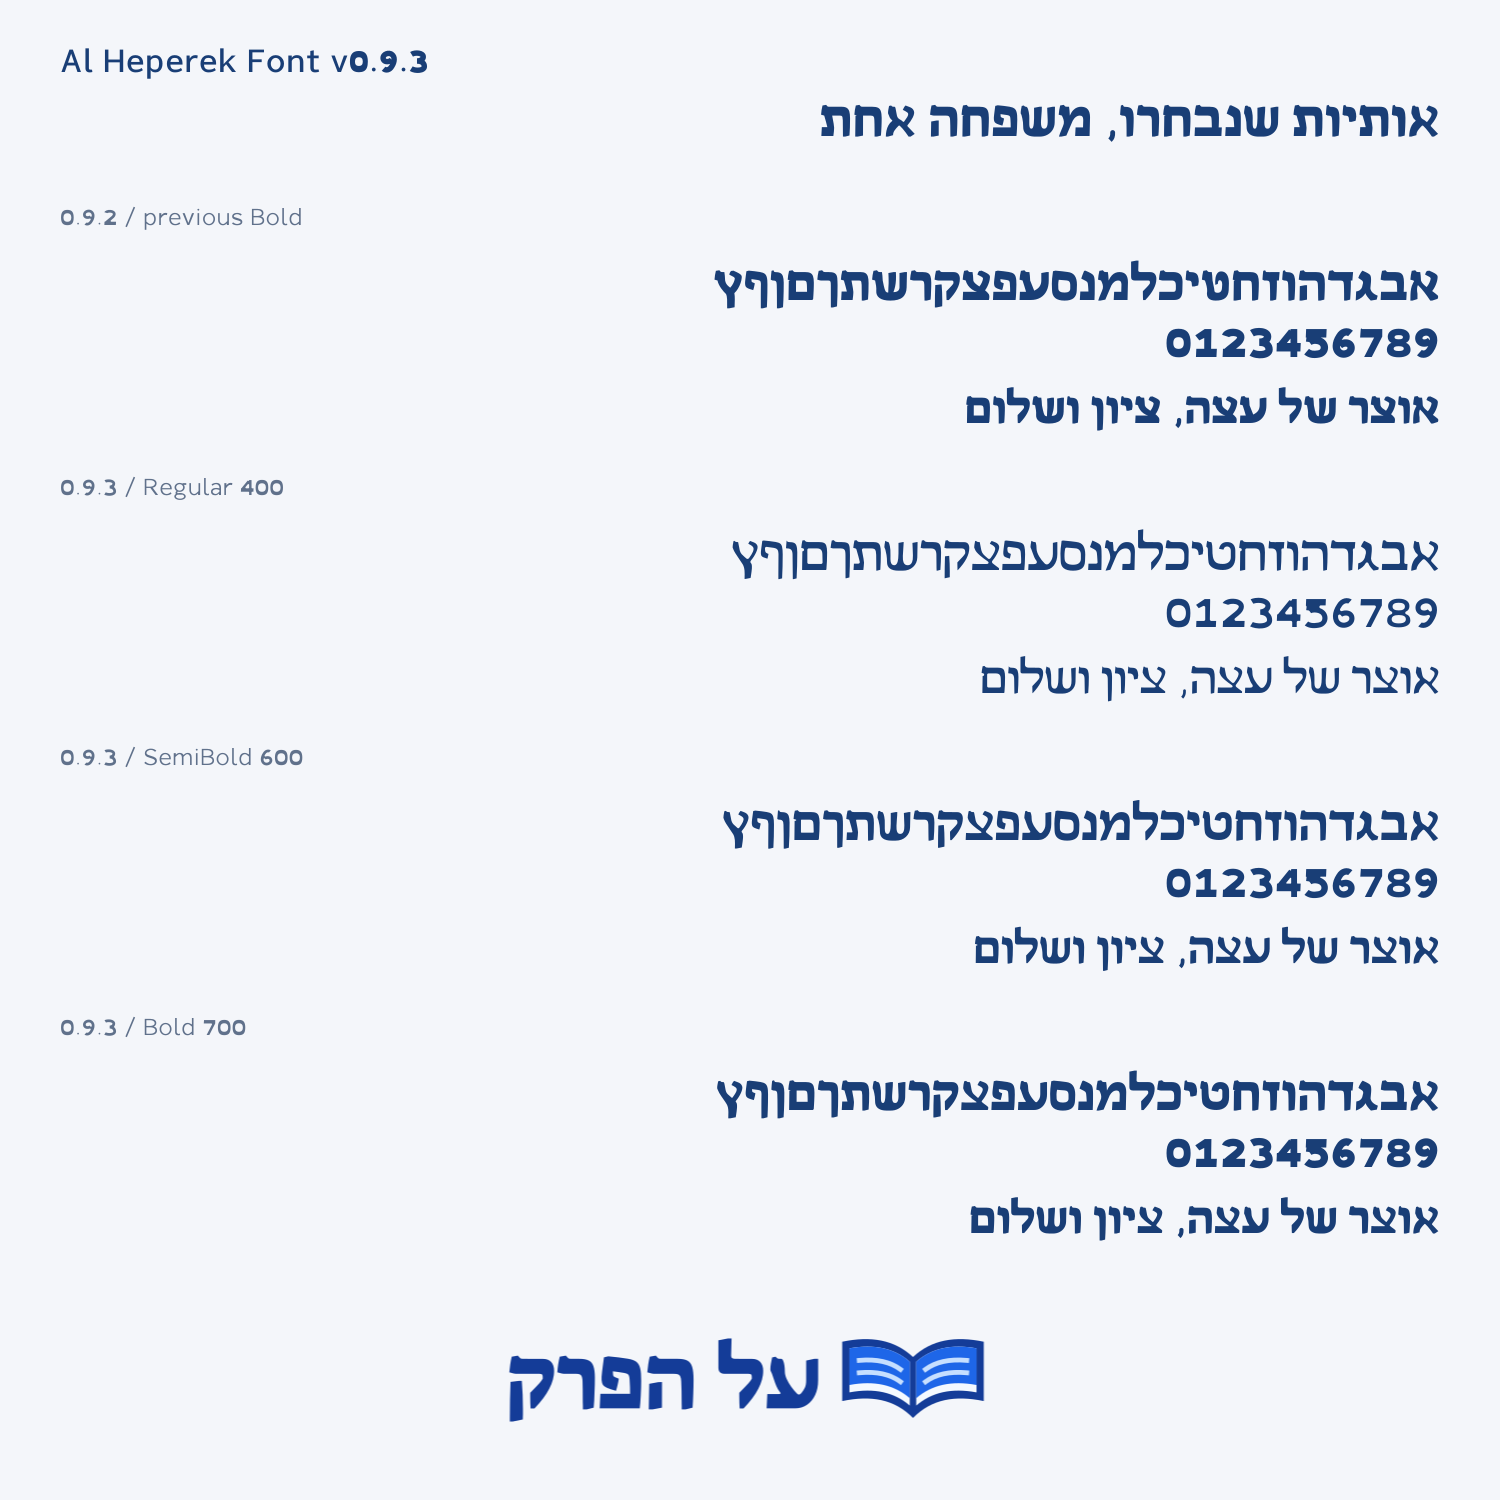 Al Heperek Font v0.9.3
אותיות שנבחרו, משפחה אחת
0.9.2 / previous Bold
אבגדהוזחטיכלמנסעפצקרשתךםןףץ
0123456789
אוצר של עצה, ציון ושלום
0.9.3 / Regular 400
אבגדהוזחטיכלמנסעפצקרשתךםןףץ
0123456789
אוצר של עצה, ציון ושלום
0.9.3 / SemiBold 600
אבגדהוזחטיכלמנסעפצקרשתךםןףץ
0123456789
אוצר של עצה, ציון ושלום
0.9.3 / Bold 700
אבגדהוזחטיכלמנסעפצקרשתךםןףץ
0123456789
אוצר של עצה, ציון ושלום
על הפרק